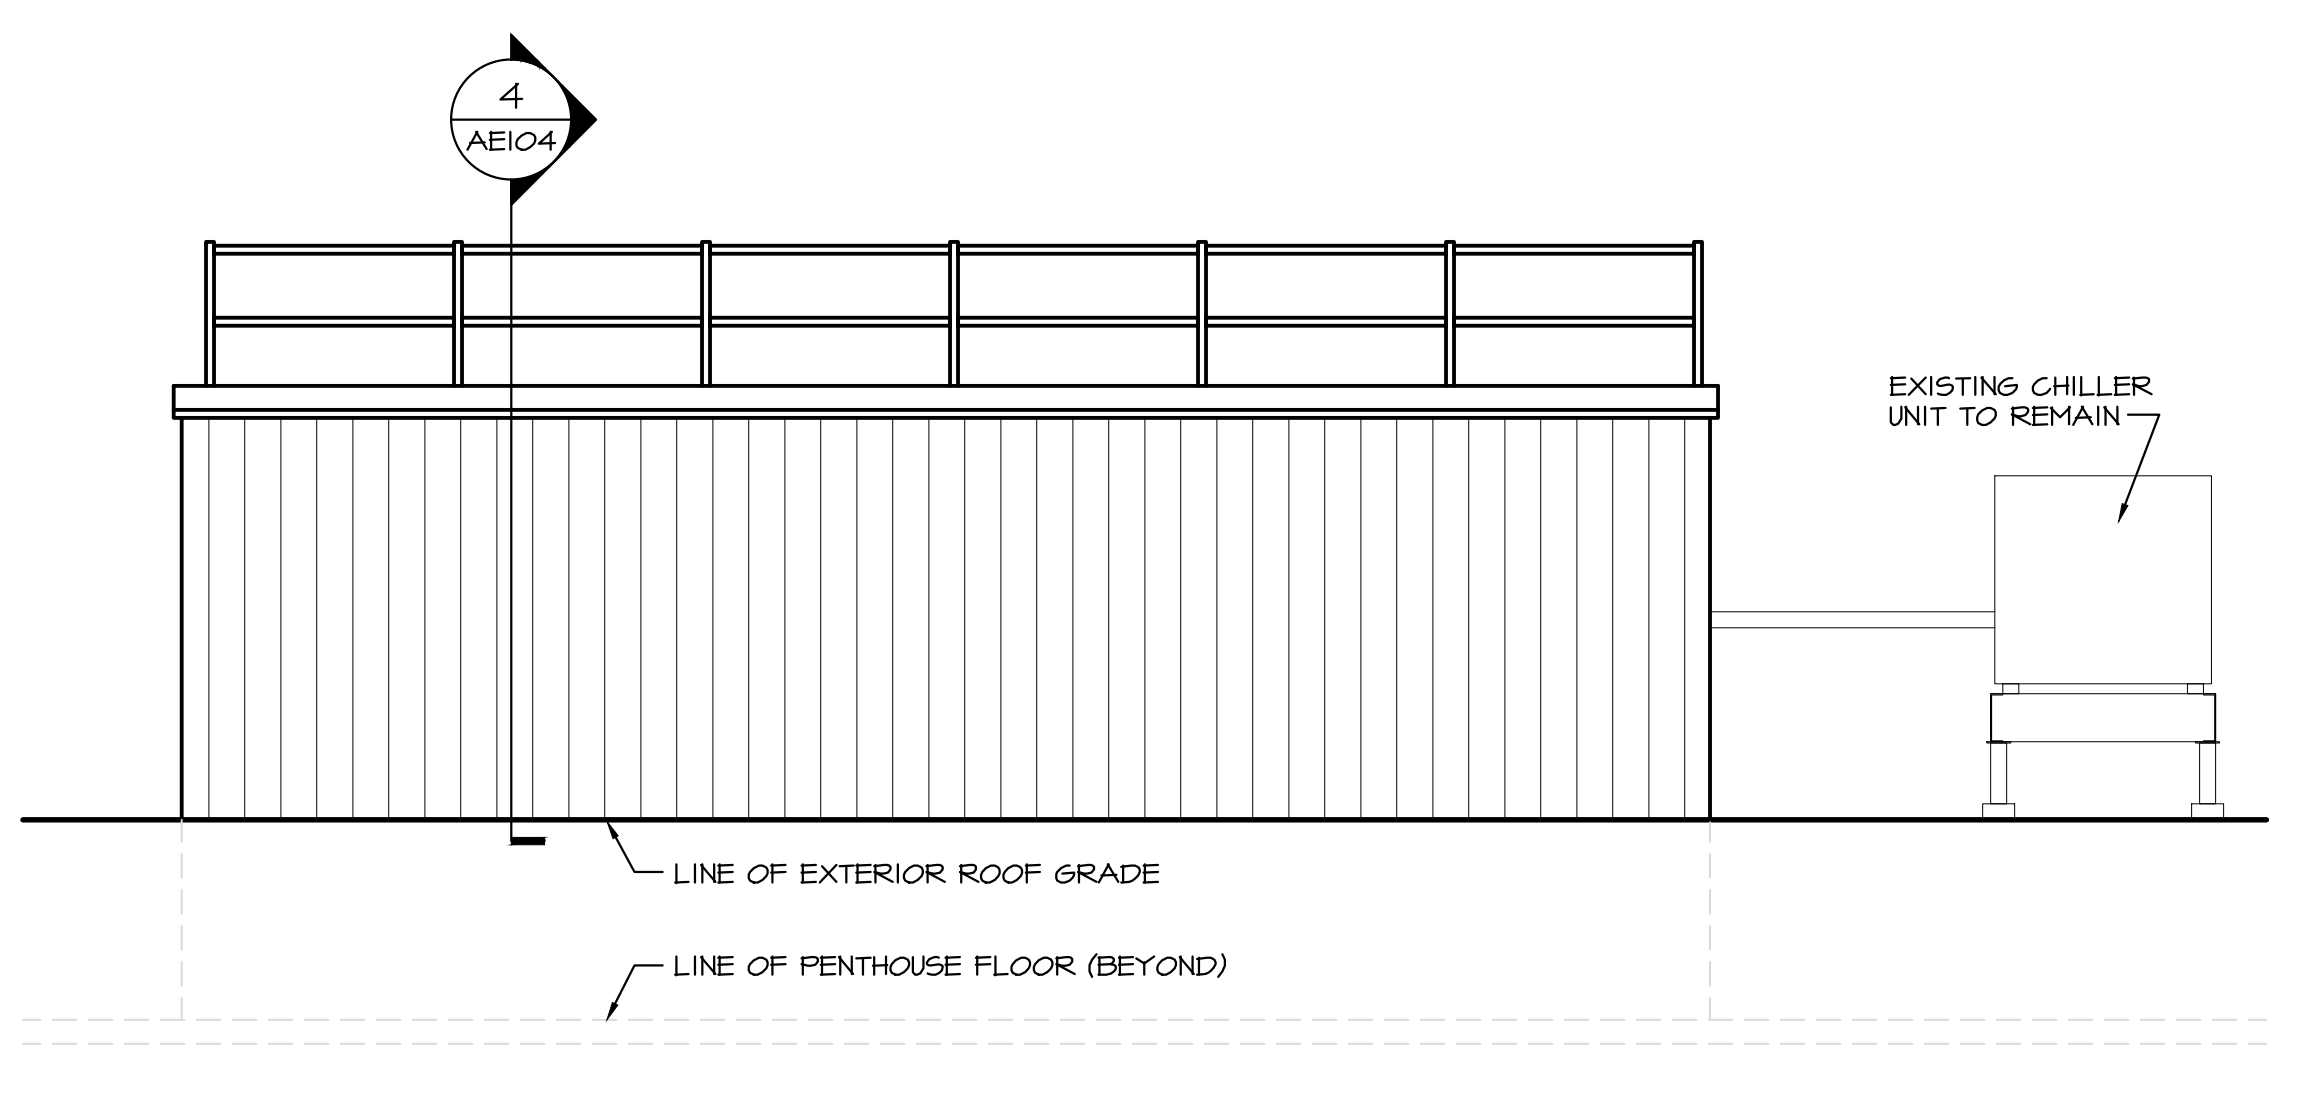 4
AE104
EXISTING CHILLER
UNIT TO REMAIN
LINE OF EXTERIOR ROOF GRADE
LINE OF PENTHOUSE FLOOR (BEYOND)